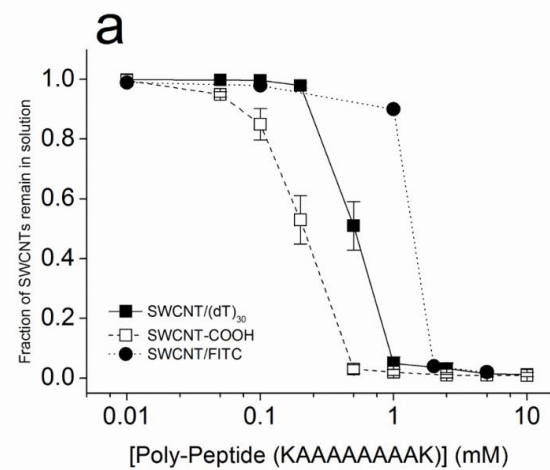 a
1.0
0.8
0.6
0.4
0.2
0.0
Fraction of SWCNTs remain in solution
SWCNT/(dT)30
SWCNT-COOH
SWCNT/FITC
0.01 0.1 1 10
[Poly-Peptide (KAAAAAAAAK)] (mM)